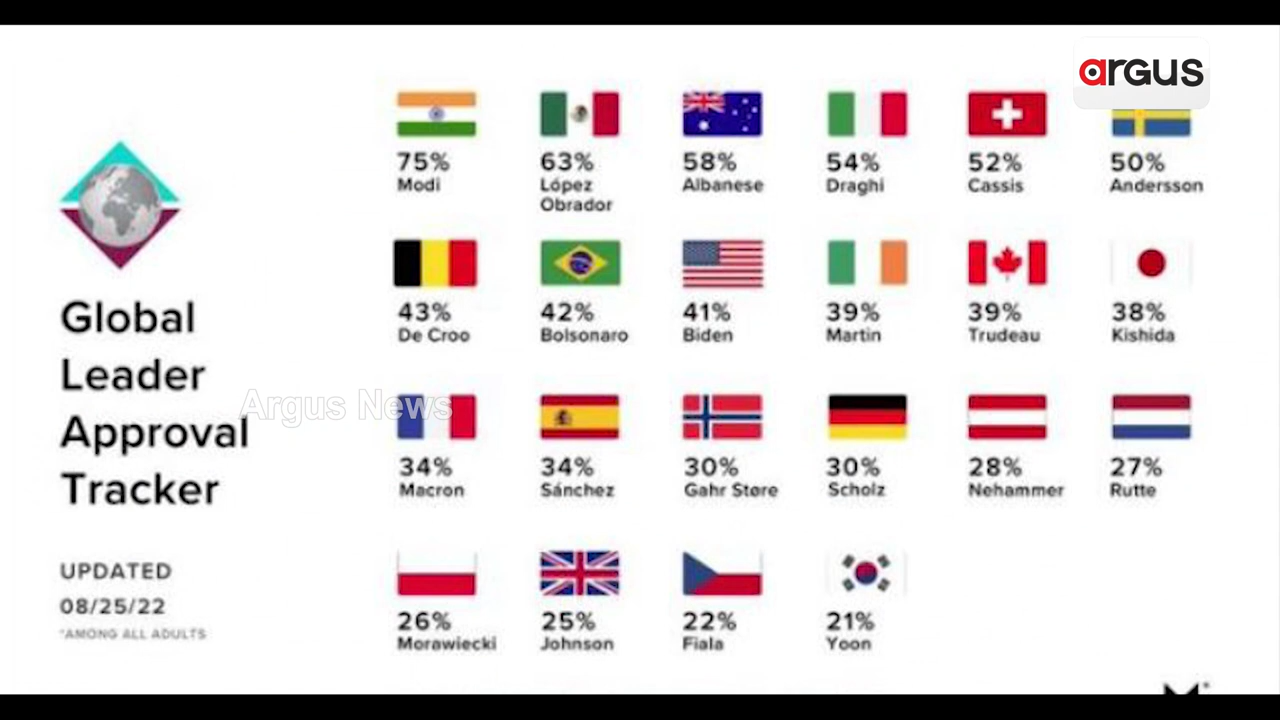 argus
75%
Modi
63%
López
Obrador
58%
Albanese
54%
Draghi
52%
Cassis
50%
Andersson
43%
De Croo
42%
Bolsonaro
41%
Biden
39%
Martin
39%
Trudeau
38%
Kishida
Global
Leader
Approval
Tracker
Argus News
34%
Macron
34%
Sánchez
30%
Gahr Støre
30%
Scholz
28%
Nehammer
27%
Rutte
UPDATED
08/25/22
*AMONG ALL ADULTS
26%
Morawiecki
25%
Johnson
22%
Fiala
21%
Yoon